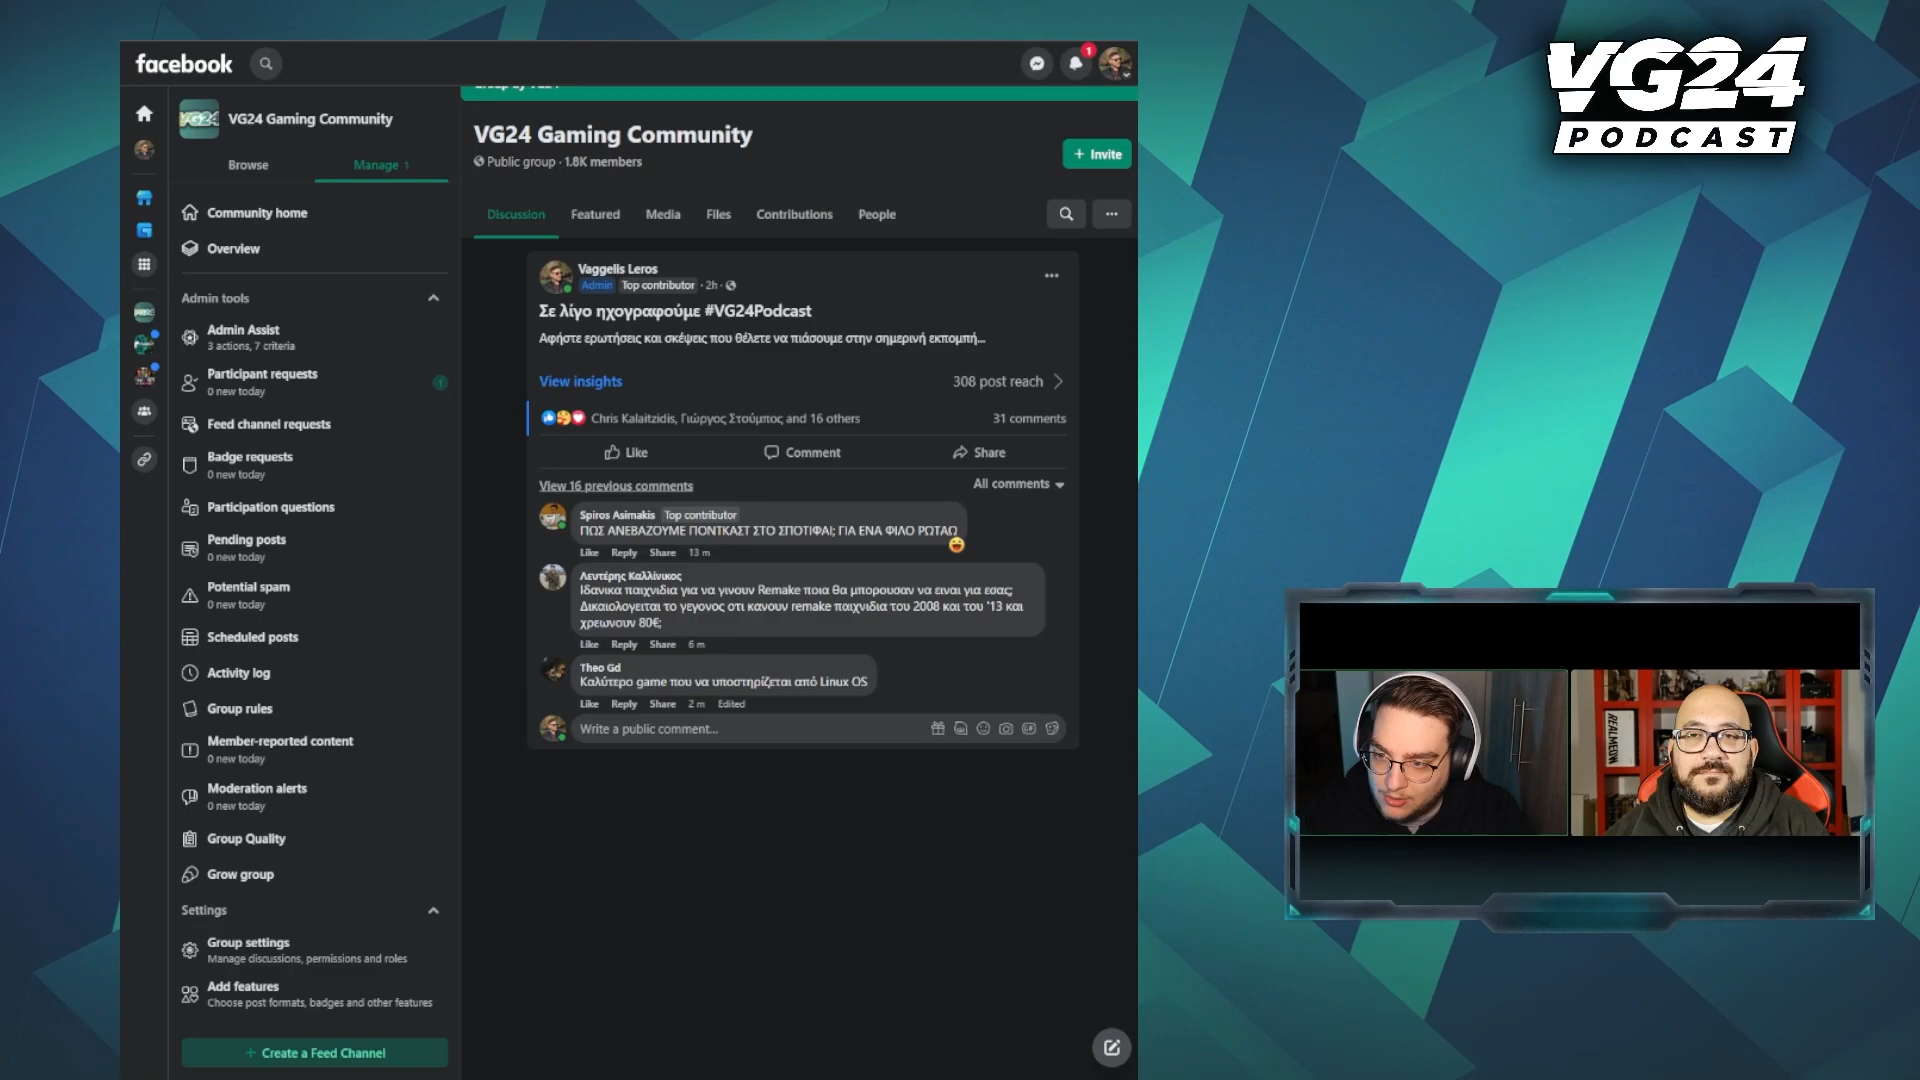 facebook
1
VG24
PODCAST
VG24 Gaming Community
Browse
Manage 1
Community home
Overview
Admin tools
Admin Assist
3 actions, 7 criteria
Participant requests
0 new today
1
Feed channel requests
Badge requests
0 new today
Participation questions
Pending posts
0 new today
Potential spam
0 new today
Scheduled posts
Activity log
Group rules
Member-reported content
0 new today
Moderation alerts
0 new today
Group Quality
Grow group
Settings
Group settings
Manage discussions, permissions and roles
Add features
Choose post formats, badges and other features
+ Create a Feed Channel
VG24 Gaming Community
Public group · 1.8K members
+ Invite
Discussion Featured Media Files Contributions People
Vaggelis Leros
Admin Top contributor · 2h ·
Σε λίγο ηχογραφούμε #VG24Podcast
Αφήστε ερωτήσεις και σκέψεις που θέλετε να πιάσουμε στην σημερινή εκπομπή...
View insights
308 post reach
Chris Kalaitzidis, Γιώργος Στούμπος and 16 others
31 comments
Like Comment Share
View 16 previous comments
All comments
Spiros Asimakis Top contributor
ΠΩΣ ΑΝΕΒΑΖΟΥΜΕ ΠΟΝΤΚΑΣΤ ΣΤΟ ΣΠΟΤΙΦΑΙ; ΓΙΑ ΕΝΑ ΦΙΛΟ ΡΩΤΑΩ
Like Reply Share 13 m
Λευτέρης Καλλίνικος
Ιδανικα παιχνιδια για να γινουν Remake ποια θα μπορουσαν να ειναι για εσας;
Δικαιολογειται το γεγονος οτι κανουν remake παιχνιδια του 2008 και του '13 και
χρεωνουν 80€;
Like Reply Share 6 m
Theo Gd
Καλύτερο game που να υποστηρίζεται από Linux OS
Like Reply Share 2 m Edited
Write a public comment...
REALMEON